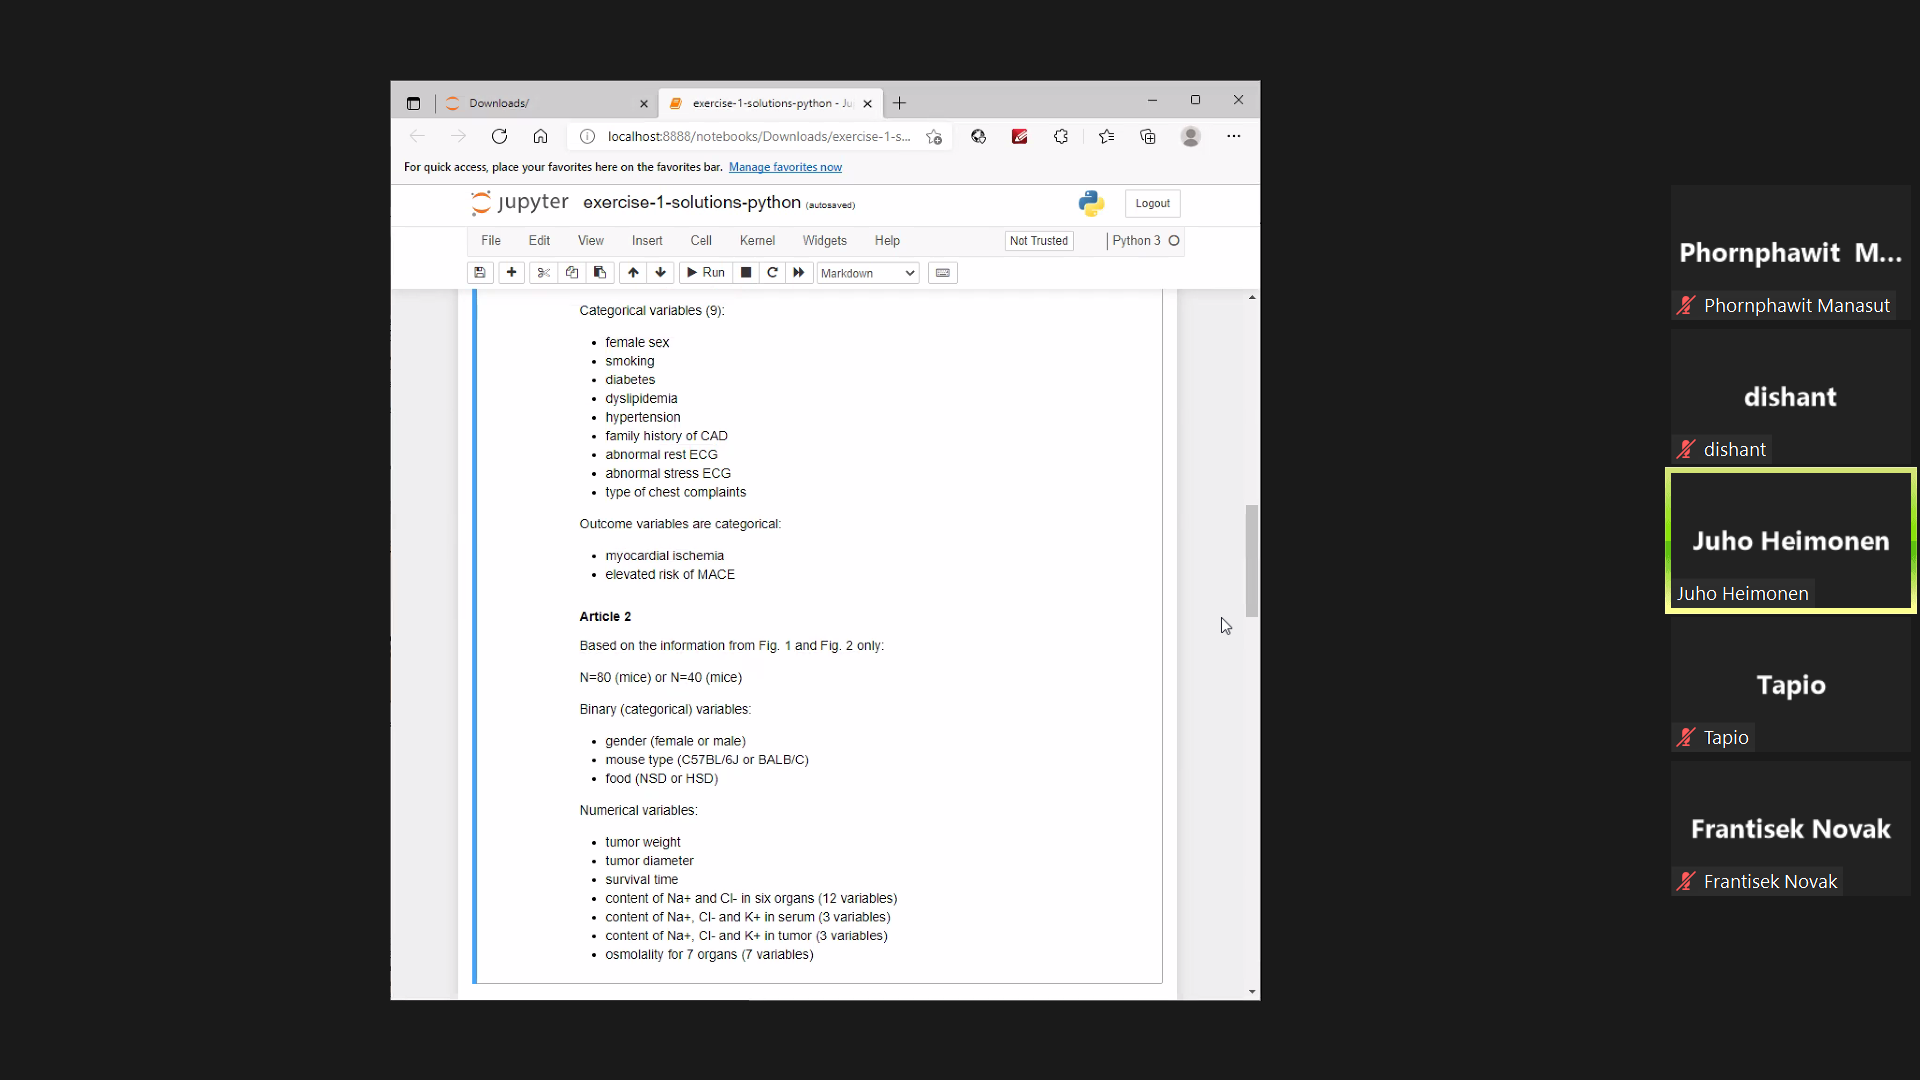 Downloads/
exercise-1-solutions-python - Ju
localhost:8888/notebooks/Downloads/exercise-1-s...
For quick access, place your favorites here on the favorites bar. Manage favorites now
jupyter exercise-1-solutions-python (autosaved)
Logout
File Edit View Insert Cell Kernel Widgets Help
Not Trusted
Python 3
Run
Markdown
Categorical variables (9):
• female sex
• smoking
• diabetes
• dyslipidemia
• hypertension
• family history of CAD
• abnormal rest ECG
• abnormal stress ECG
• type of chest complaints
Outcome variables are categorical:
• myocardial ischemia
• elevated risk of MACE
Article 2
Based on the information from Fig. 1 and Fig. 2 only:
N=80 (mice) or N=40 (mice)
Binary (categorical) variables:
• gender (female or male)
• mouse type (C57BL/6J or BALB/C)
• food (NSD or HSD)
Numerical variables:
• tumor weight
• tumor diameter
• survival time
• content of Na+ and Cl- in six organs (12 variables)
• content of Na+, Cl- and K+ in serum (3 variables)
• content of Na+, Cl- and K+ in tumor (3 variables)
• osmolality for 7 organs (7 variables)
Phornphawit M...
Phornphawit Manasut
dishant
dishant
Juho Heimonen
Juho Heimonen
Tapio
Tapio
Frantisek Novak
Frantisek Novak